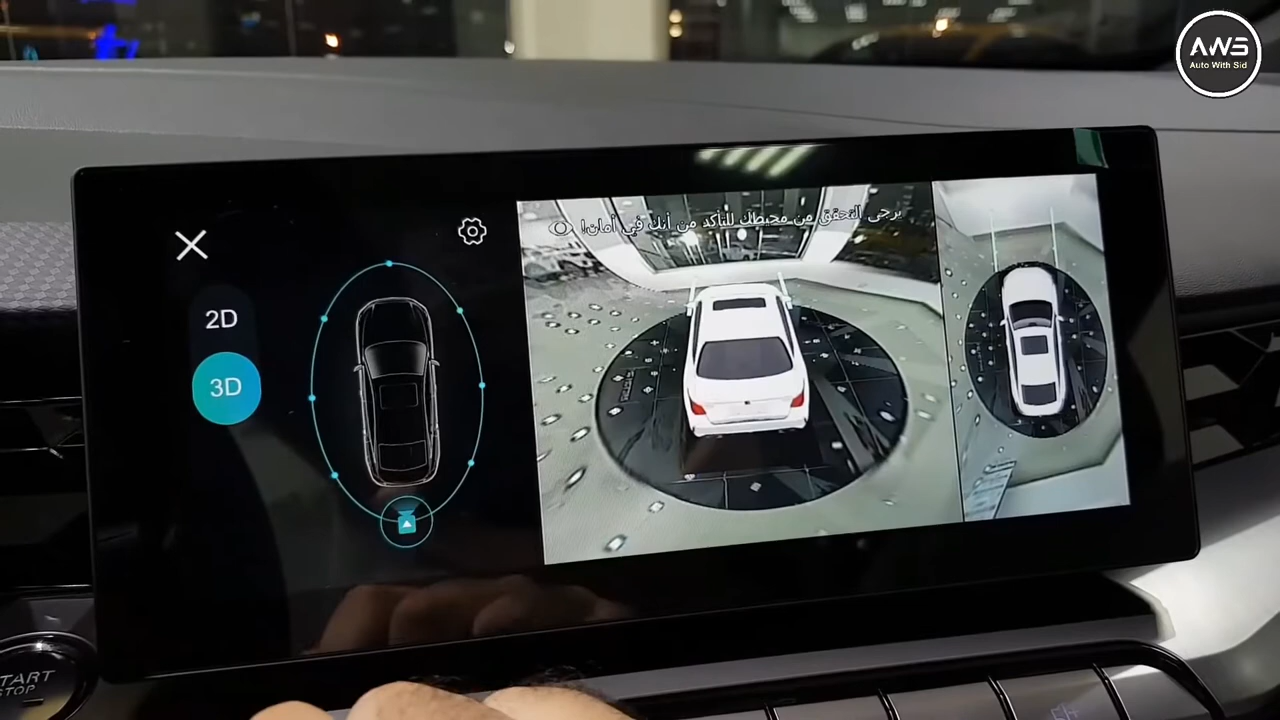 AWS
Auto With Sid
يرجى التحقق من محيطك للتأكد من أنك في أمان!
2D
3D
START
STOP